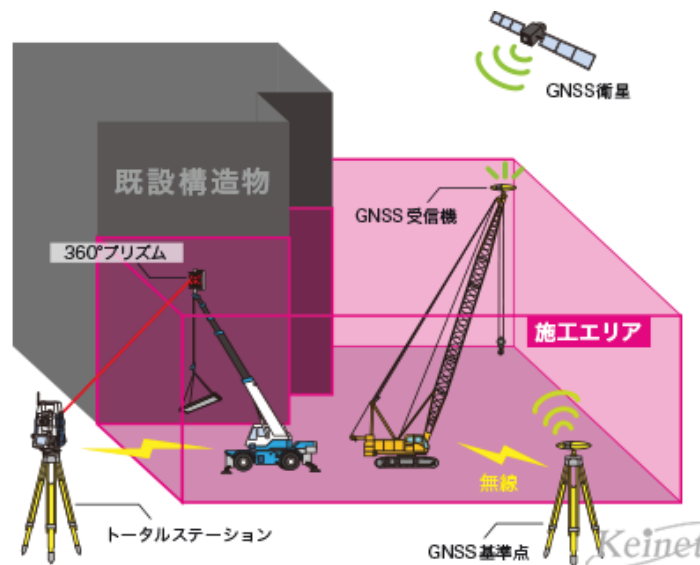 GNSS衛星
既設構造物
GNSS受信機
360°プリズム
施工エリア
無線
トータルステーション
GNSS基準点
Keinet